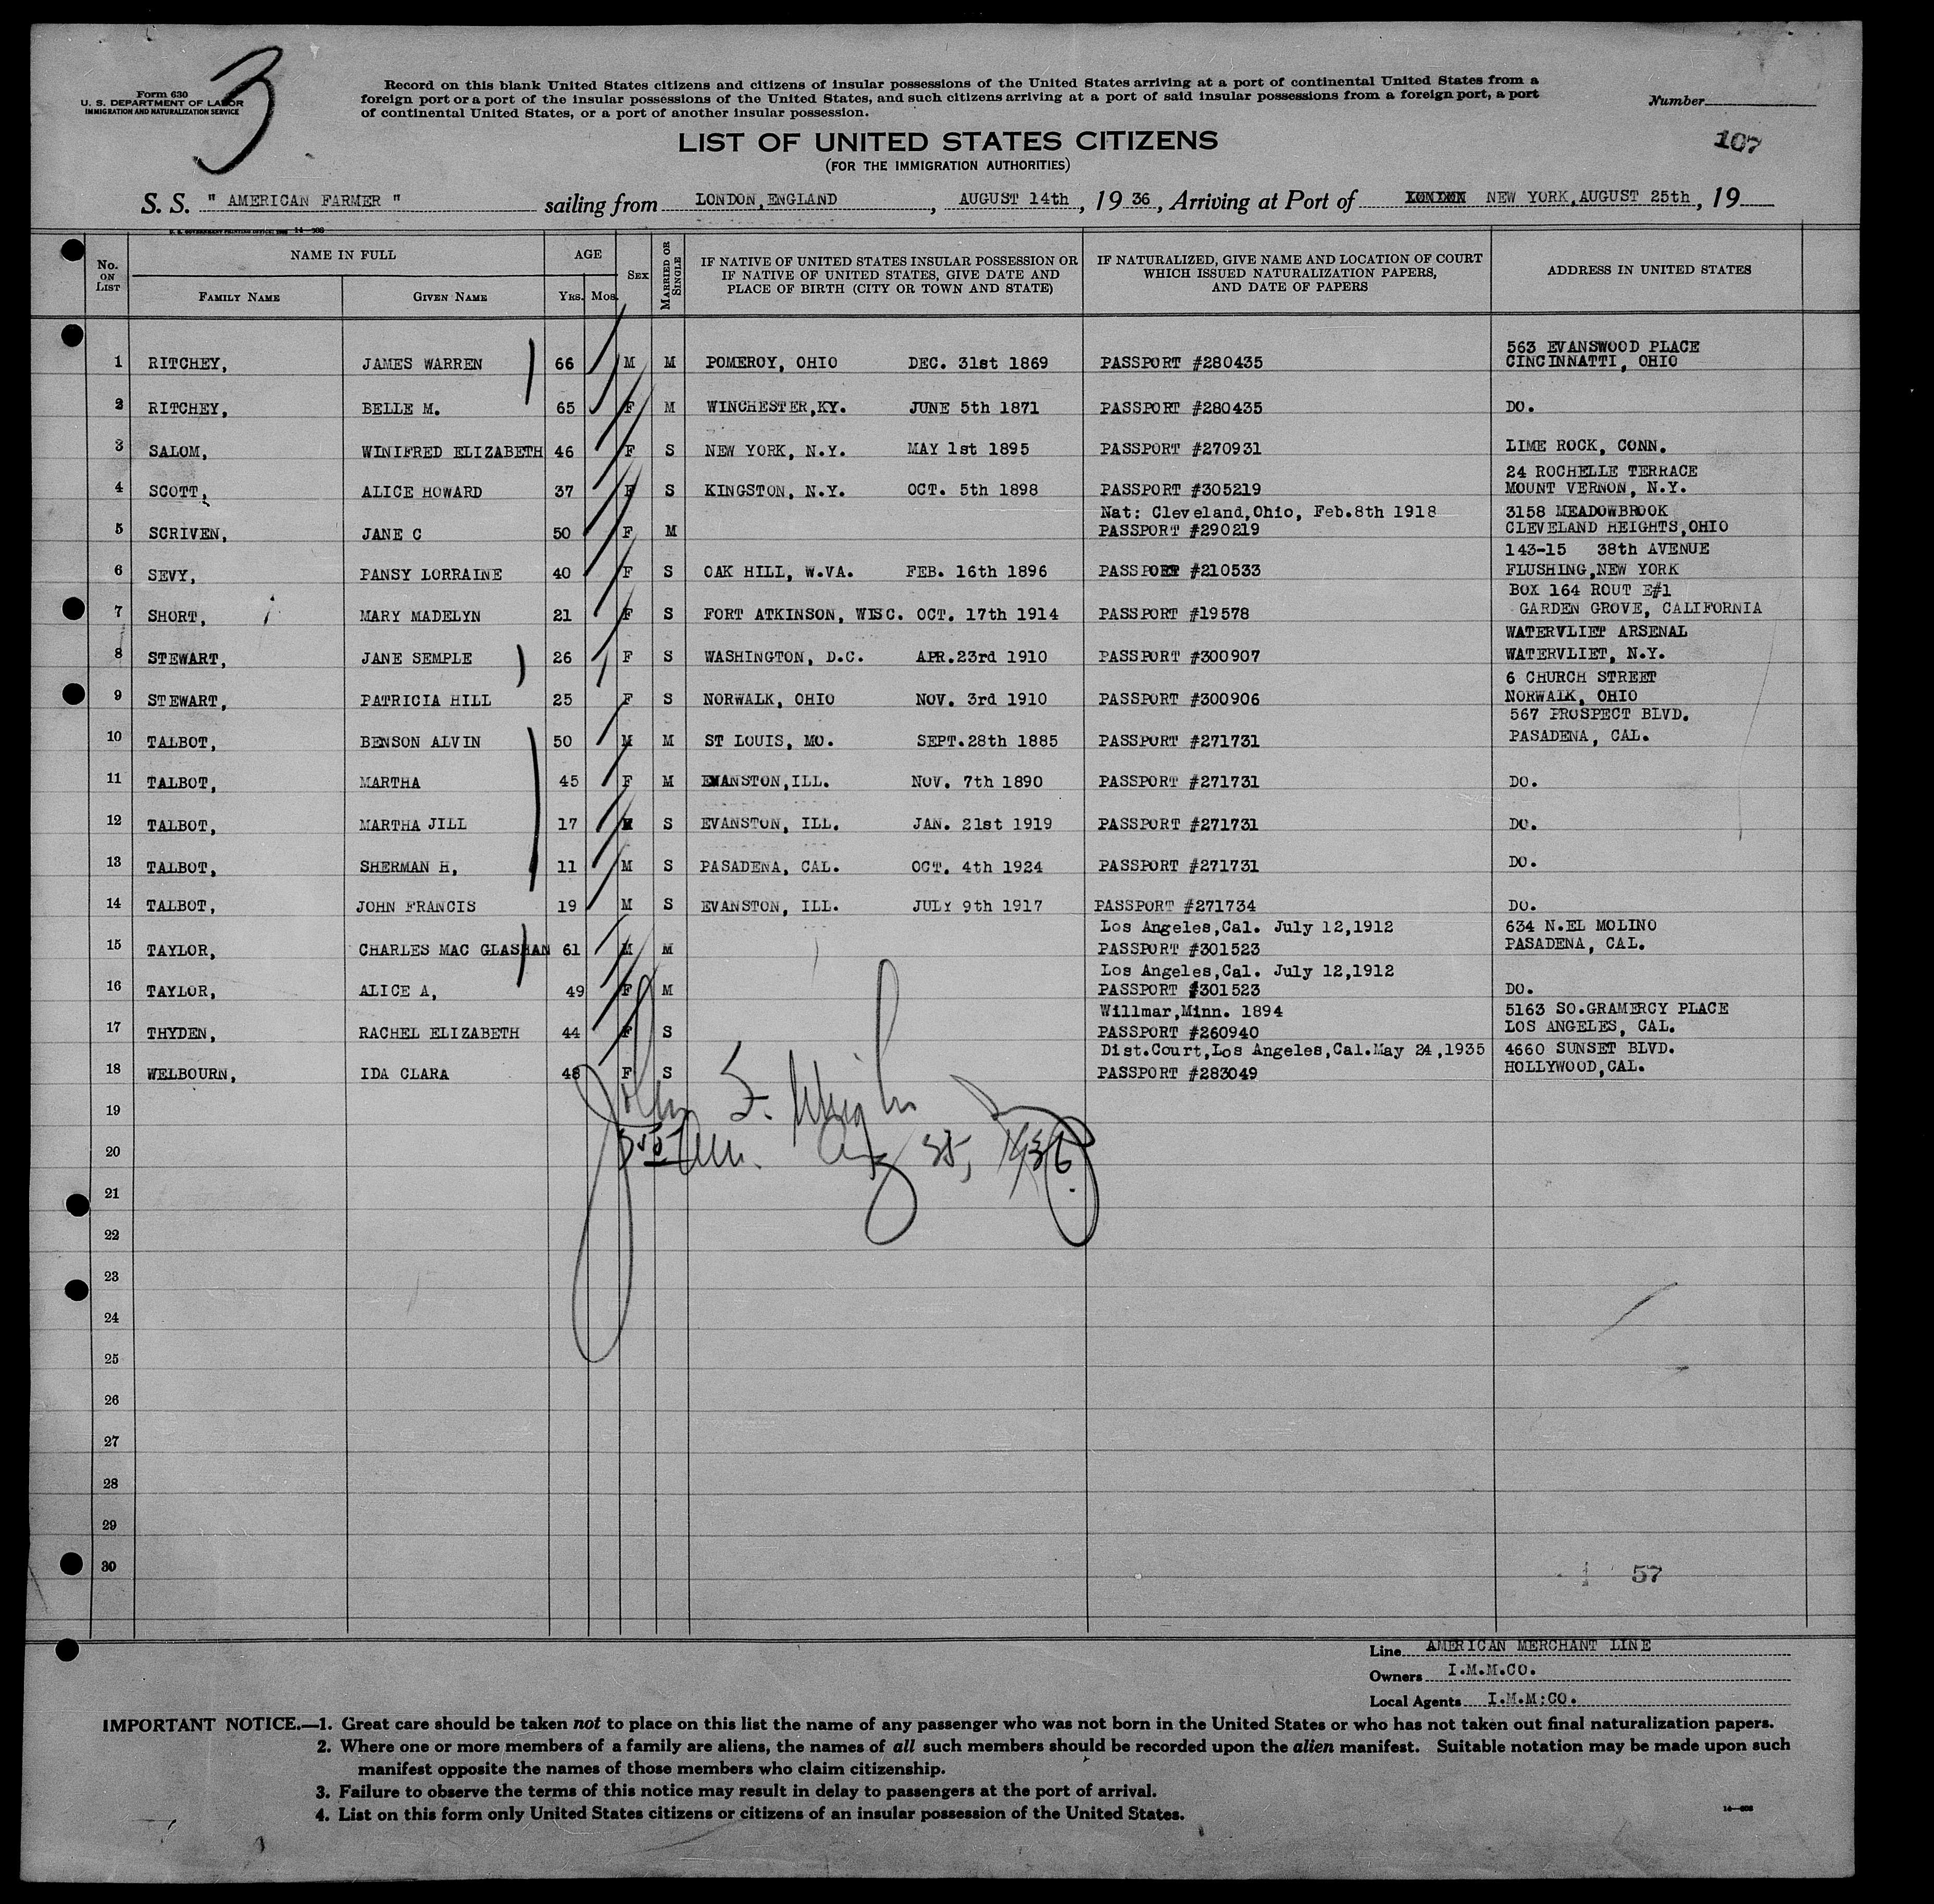 3
Form 630
U. S. DEPARTMENT OF LABOR
IMMIGRATION AND NATURALIZATION SERVICE
Record on this blank United States citizens and citizens of insular possessions of the United States arriving at a port of continental United States from a
foreign port or a port of the insular possessions of the United States, and such citizens arriving at a port of said insular possessions from a foreign port, a port
of continental United States, or a port of another insular possession.
Number
107
LIST OF UNITED STATES CITIZENS
(FOR THE IMMIGRATION AUTHORITIES)
S. S. " AMERICAN FARMER " sailing from LONDON, ENGLAND, AUGUST 14th, 19 36, Arriving at Port of LONDON NEW YORK, AUGUST 25th, 19
No. ON LIST NAME IN FULL AGE SEX MARRIED OR SINGLE IF NATIVE OF UNITED STATES INSULAR POSSESSION OR IF NATIVE OF UNITED STATES, GIVE DATE AND PLACE OF BIRTH (CITY OR TOWN AND STATE) IF NATURALIZED, GIVE NAME AND LOCATION OF COURT WHICH ISSUED NATURALIZATION PAPERS, AND DATE OF PAPERS ADDRESS IN UNITED STATES
FAMILY NAME GIVEN NAME YRS. MOS.
563 EVANSWOOD PLACE
1 RITCHEY, JAMES WARREN 66 M M POMEROY, OHIO DEC. 31st 1869 PASSPORT #280435 CINCINNATTI, OHIO
2 RITCHEY, BELLE M. 65 F M WINCHESTER,KY. JUNE 5th 1871 PASSPORT #280435 DO.
3 SALOM, WINIFRED ELIZABETH 46 F S NEW YORK, N.Y. MAY 1st 1895 PASSPORT #270931 LIME ROCK, CONN.
24 ROCHELLE TERRACE
4 SCOTT, ALICE HOWARD 37 F S KINGSTON, N.Y. OCT. 5th 1898 PASSPORT #305219 MOUNT VERNON, N.Y.
Nat: Cleveland,Ohio, Feb.8th 1918 3158 MEADOWBROOK
5 SCRIVEN, JANE C 50 F M PASSPORT #290219 CLEVELAND HEIGHTS,OHIO
143-15 38th AVENUE
6 SEVY, PANSY LORRAINE 40 F S OAK HILL, W.VA. FEB. 16th 1896 PASSPORT #210533 FLUSHING,NEW YORK
BOX 164 ROUT E#1
7 SHORT, MARY MADELYN 21 F S FORT ATKINSON, WISC. OCT. 17th 1914 PASSPORT #19578 GARDEN GROVE, CALIFORNIA
WATERVLIET ARSENAL
8 STEWART, JANE SEMPLE 26 F S WASHINGTON, D.C. APR.23rd 1910 PASSPORT #300907 WATERVLIET, N.Y.
6 CHURCH STREET
9 STEWART, PATRICIA HILL 25 F S NORWALK, OHIO NOV. 3rd 1910 PASSPORT #300906 NORWALK, OHIO
567 PROSPECT BLVD.
10 TALBOT, BENSON ALVIN 50 M M ST LOUIS, MO. SEPT.28th 1885 PASSPORT #271731 PASADENA, CAL.
11 TALBOT, MARTHA 45 F M EVANSTON,ILL. NOV. 7th 1890 PASSPORT #271731 DO.
12 TALBOT, MARTHA JILL 17 S EVANSTON, ILL. JAN. 21st 1919 PASSPORT #271731 DO.
13 TALBOT, SHERMAN H, 11 M S PASADENA, CAL. OCT. 4th 1924 PASSPORT #271731 DO.
14 TALBOT, JOHN FRANCIS 19 M S EVANSTON, ILL. JULY 9th 1917 PASSPORT #271734 DO.
Los Angeles,Cal. July 12,1912 634 N.EL MOLINO
15 TAYLOR, CHARLES MAC GLASHAN 61 M M PASSPORT #301523 PASADENA, CAL.
Los Angeles,Cal. July 12,1912
16 TAYLOR, ALICE A, 49 F M PASSPORT #301523 DO.
Willmar,Minn. 1894 5163 SO.GRAMERCY PLACE
17 THYDEN, RACHEL ELIZABETH 44 F S PASSPORT #260940 LOS ANGELES, CAL.
Dist.Court,Los Angeles,Cal.May 24,1935 4660 SUNSET BLVD.
18 WELBOURN, IDA CLARA 48 F S PASSPORT #283049 HOLLYWOOD,CAL.
19
20
21
22
23
24
25
26
27
28
29
30
57
Line AMERICAN MERCHANT LINE
Owners I.M.M.CO.
Local Agents I.M.M:CO.
IMPORTANT NOTICE.—1. Great care should be taken not to place on this list the name of any passenger who was not born in the United States or who has not taken out final naturalization papers.
2. Where one or more members of a family are aliens, the names of all such members should be recorded upon the alien manifest. Suitable notation may be made upon such
manifest opposite the names of those members who claim citizenship.
3. Failure to observe the terms of this notice may result in delay to passengers at the port of arrival.
4. List on this form only United States citizens or citizens of an insular possession of the United States.